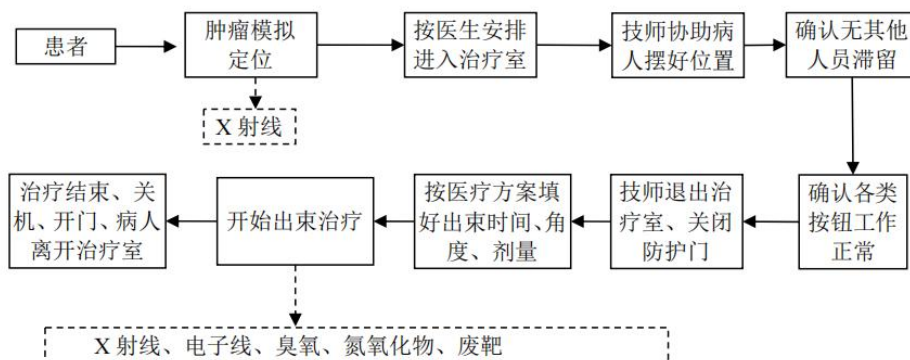 患者
肿瘤模拟
定位
按医生安排
进入治疗室
技师协助病
人摆好位置
确认无其他
人员滞留
X 射线
确认各类
按钮工作
正常
技师退出治
疗室、关闭
防护门
按医疗方案填
好出束时间、角
度、剂量
开始出束治疗
治疗结束、关
机、开门、病人
离开治疗室
X 射线、电子线、臭氧、氮氧化物、废靶